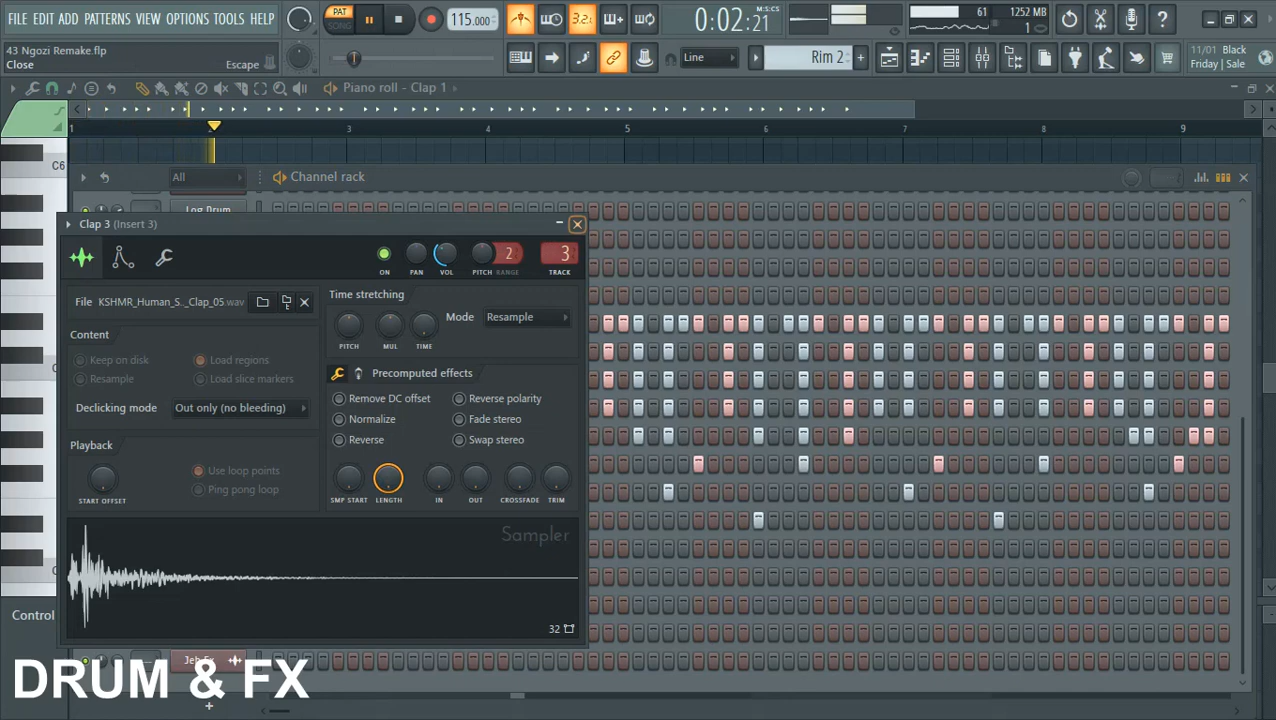 FILE EDIT ADD PATTERNS VIEW OPTIONS TOOLS HELP
PAT
SONG
115.000
3.2
0:02:21
M:S:CS
61
1252 MB
1
43 Ngozi Remake.flp
Close
Escape
Line
Rim 2
11/01 Black
Friday | Sale
Piano roll - Clap 1
1 2 3 4 5 6 7 8 9
C6
All
Channel rack
Log Drum
Clap 3 (Insert 3)
2
3
ON PAN VOL PITCH RANGE TRACK
File KSHMR_Human_S.._Clap_05.wav
Time stretching
Mode Resample
PITCH MUL TIME
Content
Keep on disk
Load regions
Resample
Load slice markers
Declicking mode Out only (no bleeding)
Precomputed effects
Remove DC offset
Reverse polarity
Normalize
Fade stereo
Reverse
Swap stereo
Playback
Use loop points
Ping pong loop
START OFFSET
SMP START LENGTH IN OUT CROSSFADE TRIM
Sampler
32
Control
DRUM & FX